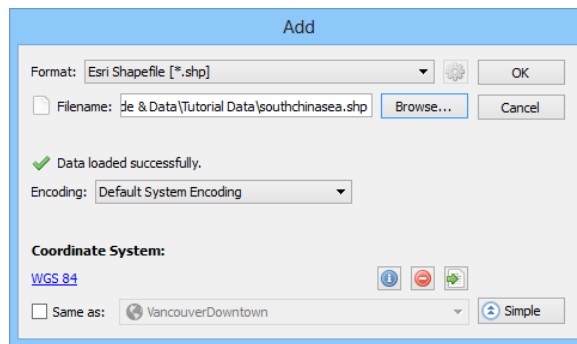 Add
Format: Esri Shapefile [*.shp] OK
Filename: de & Data\Tutorial Data\southchinasea.shp Browse... Cancel
Data loaded successfully.
Encoding: Default System Encoding
Coordinate System:
WGS 84
Same as: VancouverDowntown Simple